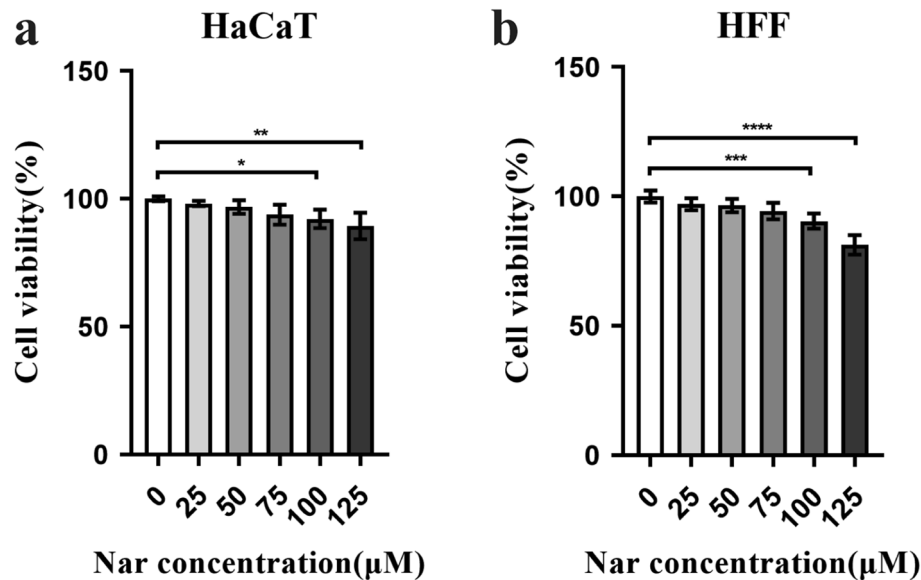 a
HaCaT
Cell viability(%)
150
100
50
0
**
*
0 25 50 75 100 125
Nar concentration(μM)
b
HFF
Cell viability(%)
150
100
50
0
****
***
0 25 50 75 100 125
Nar concentration(μM)